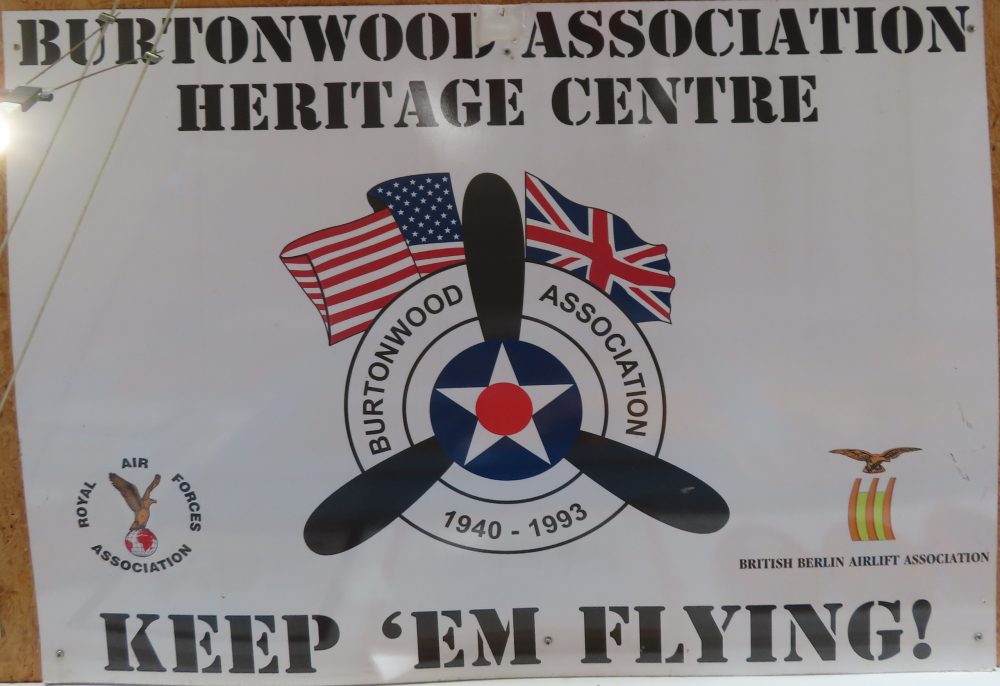 BURTONWOOD ASSOCIATION
HERITAGE CENTRE
BURTONWOOD ASSOCIATION
1940 - 1993
ROYAL AIR FORCES
ASSOCIATION
BRITISH BERLIN AIRLIFT ASSOCIATION
KEEP ‘EM FLYING!